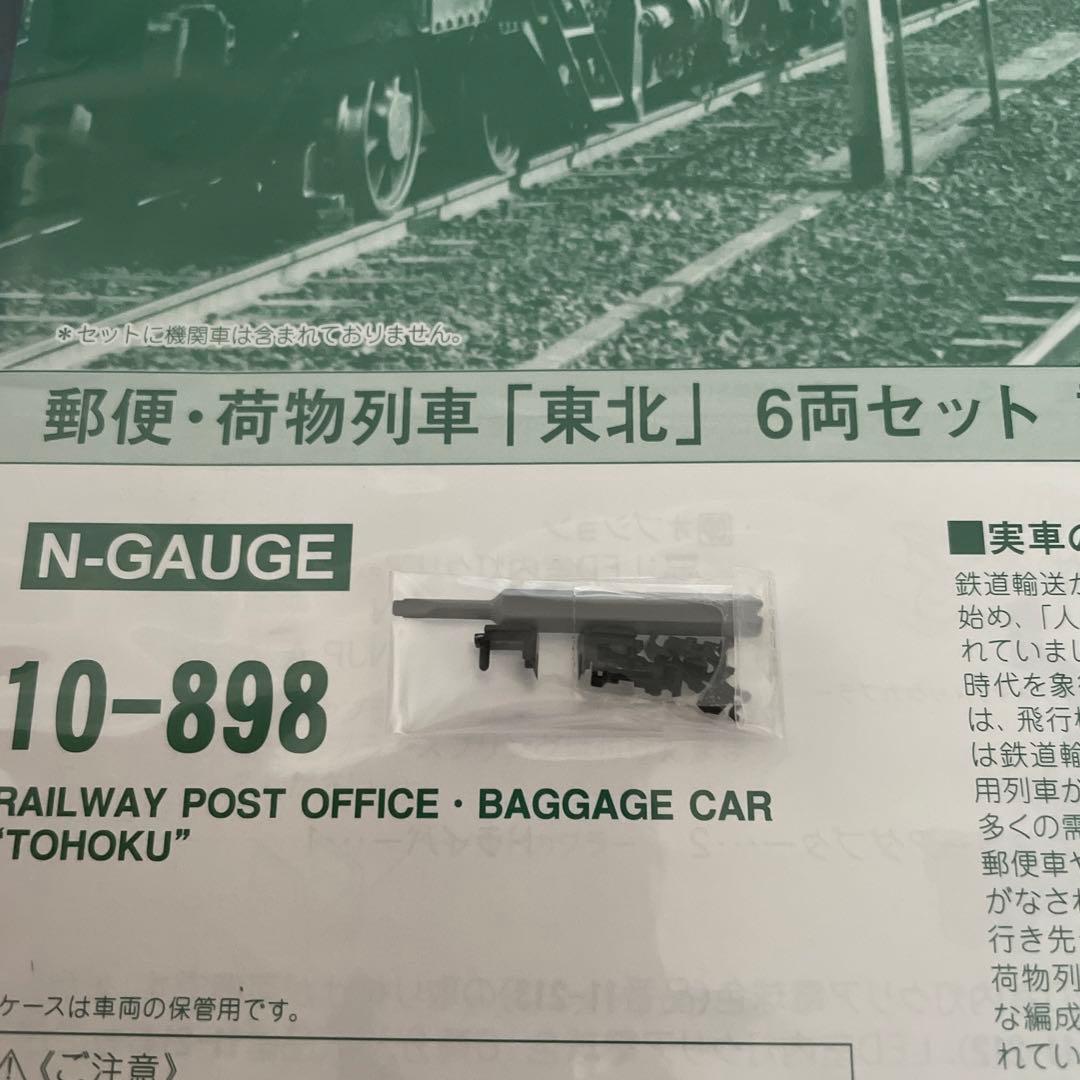 *セットに機関車は含まれておりません。
郵便・荷物列車「東北」 6両セット
N-GAUGE
10-898
RAILWAY POST OFFICE・BAGGAGE CAR
“TOHOKU”
ケースは車両の保管用です。
⚠《ご注意》
■実車の
鉄道輸送が
始め、「人
れていまし
時代を象徴
は、飛行機
は鉄道輸
用列車が
多くの需
郵便車や
がなされ
行き先
荷物列
な編成
れてい